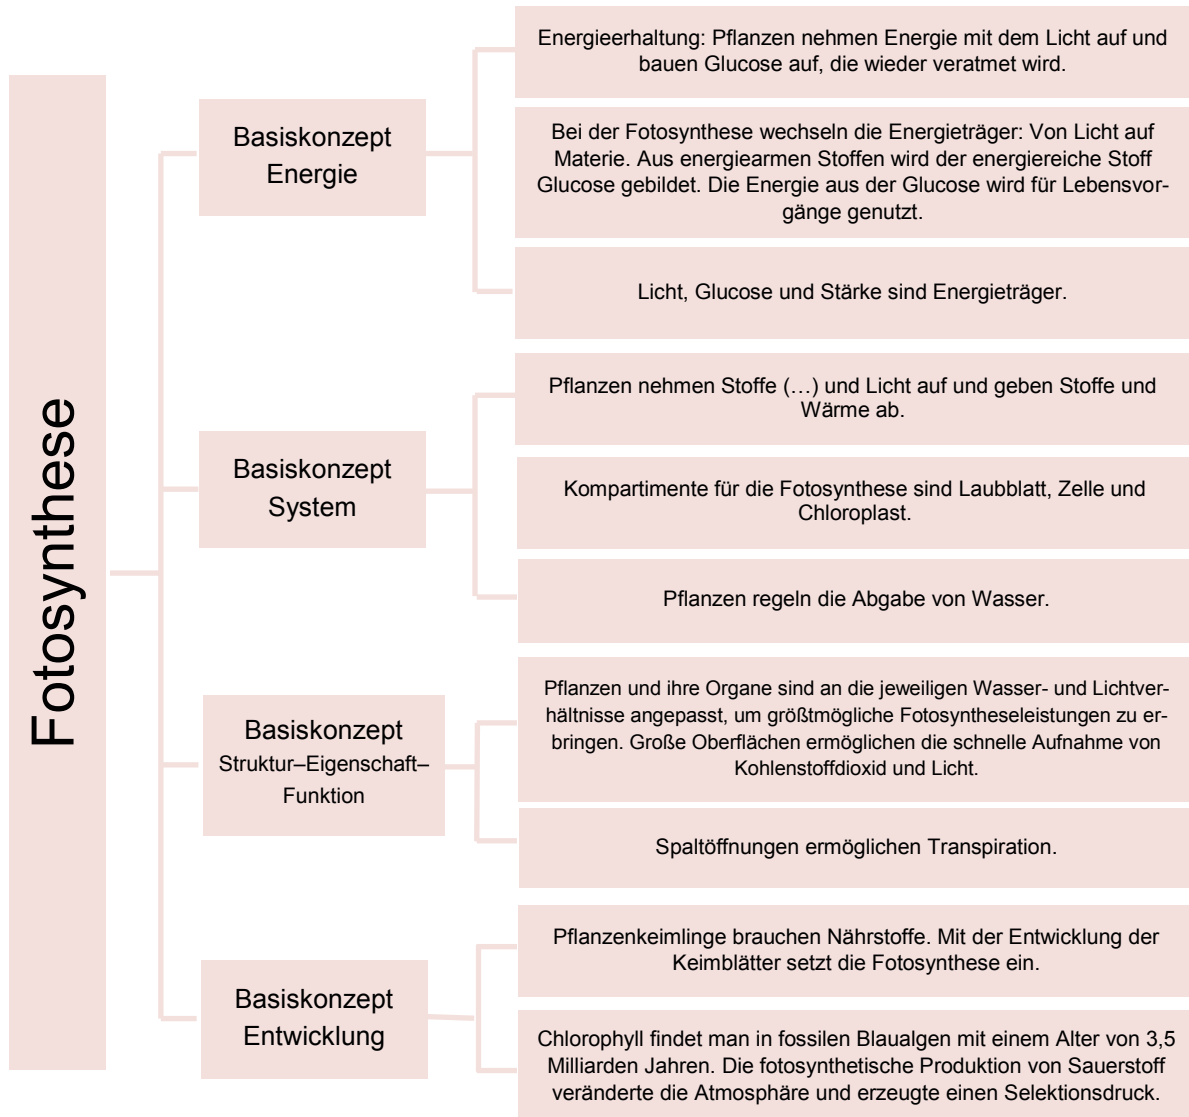 Fotosynthese
Basiskonzept
Energie
Energieerhaltung: Pflanzen nehmen Energie mit dem Licht auf und
bauen Glucose auf, die wieder veratmet wird.
Bei der Fotosynthese wechseln die Energieträger: Von Licht auf
Materie. Aus energiearmen Stoffen wird der energiereiche Stoff
Glucose gebildet. Die Energie aus der Glucose wird für Lebensvor-
gänge genutzt.
Licht, Glucose und Stärke sind Energieträger.
Basiskonzept
System
Pflanzen nehmen Stoffe (…) und Licht auf und geben Stoffe und
Wärme ab.
Kompartimente für die Fotosynthese sind Laubblatt, Zelle und
Chloroplast.
Pflanzen regeln die Abgabe von Wasser.
Basiskonzept
Struktur–Eigenschaft–
Funktion
Pflanzen und ihre Organe sind an die jeweiligen Wasser- und Lichtver-
hältnisse angepasst, um größtmögliche Fotosyntheseleistungen zu er-
bringen. Große Oberflächen ermöglichen die schnelle Aufnahme von
Kohlenstoffdioxid und Licht.
Spaltöffnungen ermöglichen Transpiration.
Basiskonzept
Entwicklung
Pflanzenkeimlinge brauchen Nährstoffe. Mit der Entwicklung der
Keimblätter setzt die Fotosynthese ein.
Chlorophyll findet man in fossilen Blaualgen mit einem Alter von 3,5
Milliarden Jahren. Die fotosynthetische Produktion von Sauerstoff
veränderte die Atmosphäre und erzeugte einen Selektionsdruck.